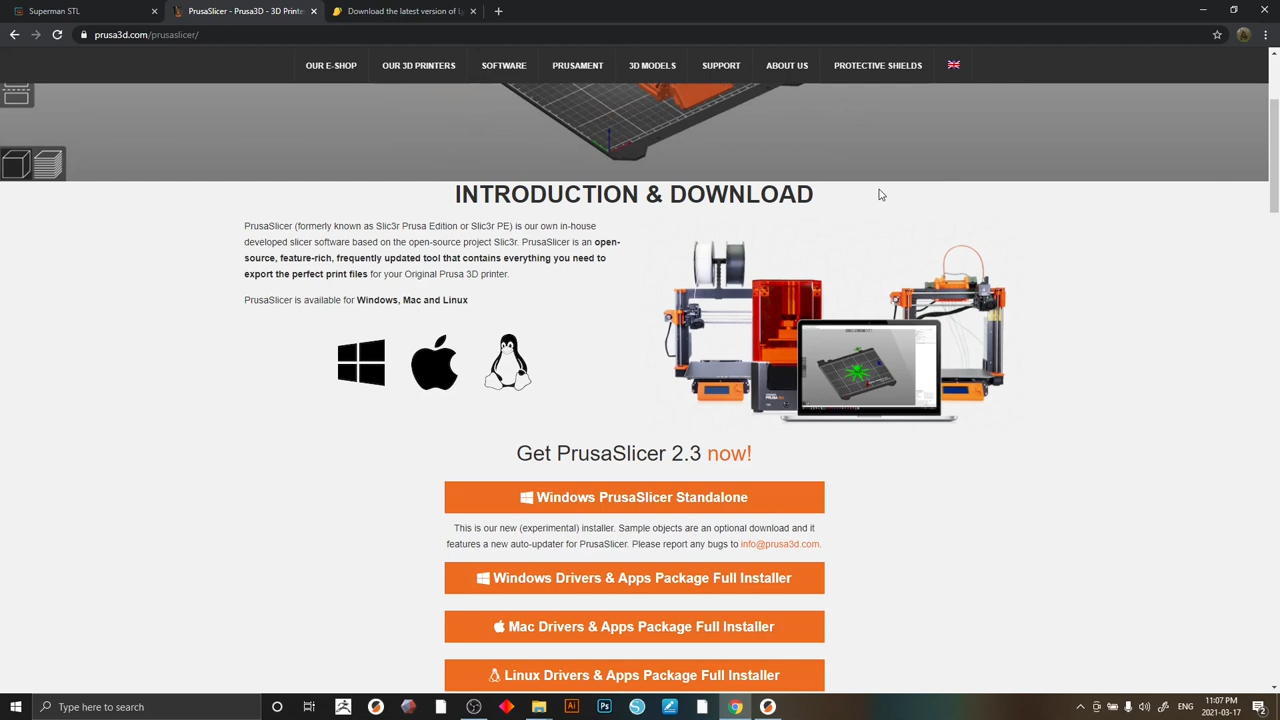 Superman STL
PrusaSlicer - Prusa3D - 3D Printe
Download the latest version of L
prusa3d.com/prusaslicer/
OUR E-SHOP
OUR 3D PRINTERS
SOFTWARE
PRUSAMENT
3D MODELS
SUPPORT
ABOUT US
PROTECTIVE SHIELDS
INTRODUCTION & DOWNLOAD
PrusaSlicer (formerly known as Slic3r Prusa Edition or Slic3r PE) is our own in-house
developed slicer software based on the open-source project Slic3r. PrusaSlicer is an open-
source, feature-rich, frequently updated tool that contains everything you need to
export the perfect print files for your Original Prusa 3D printer.
PrusaSlicer is available for Windows, Mac and Linux
Get PrusaSlicer 2.3 now!
Windows PrusaSlicer Standalone
This is our new (experimental) installer. Sample objects are an optional download and it
features a new auto-updater for PrusaSlicer. Please report any bugs to info@prusa3d.com.
Windows Drivers & Apps Package Full Installer
Mac Drivers & Apps Package Full Installer
Linux Drivers & Apps Package Full Installer
Type here to search
Ai
Ps
ENG
11:07 PM
2021-03-17
2